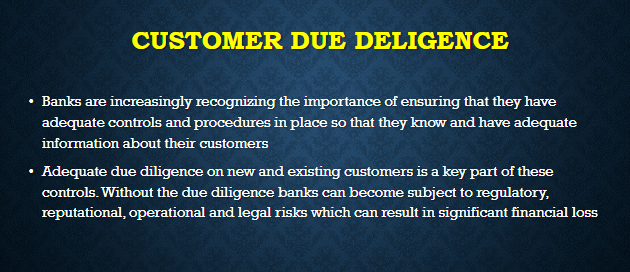 CUSTOMER DUE DELIGENCE
• Banks are increasingly recognizing the importance of ensuring that they have
adequate controls and procedures in place so that they know and have adequate
information about their customers
• Adequate due diligence on new and existing customers is a key part of these
controls. Without the due diligence banks can become subject to regulatory,
reputational, operational and legal risks which can result in significant financial loss